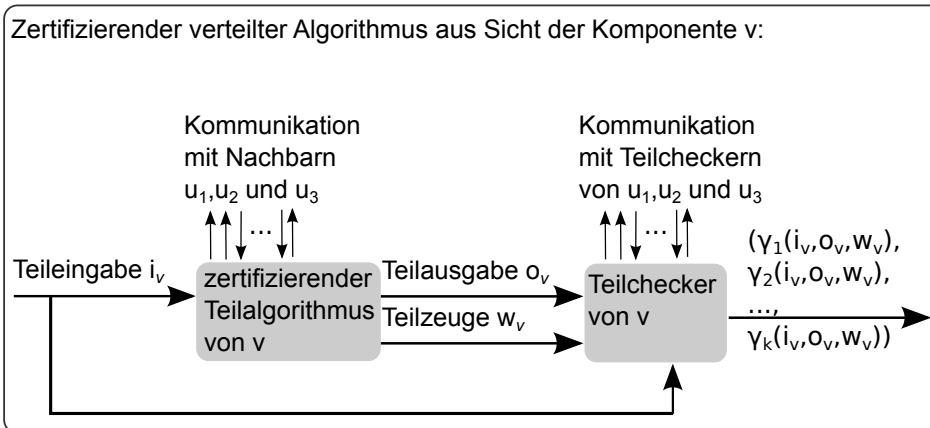 Zertifizierender verteilter Algorithmus aus Sicht der Komponente v:
Kommunikation
mit Nachbarn
u₁,u₂ und u₃
...
Kommunikation
mit Teilcheckern
von u₁,u₂ und u₃
...
Teileingabe iᵥ
zertifizierender
Teilalgorithmus
von v
Teilausgabe oᵥ
Teilzeuge wᵥ
Teilchecker
von v
(γ₁(iᵥ,oᵥ,wᵥ),
γ₂(iᵥ,oᵥ,wᵥ),
...,
γₖ(iᵥ,oᵥ,wᵥ))